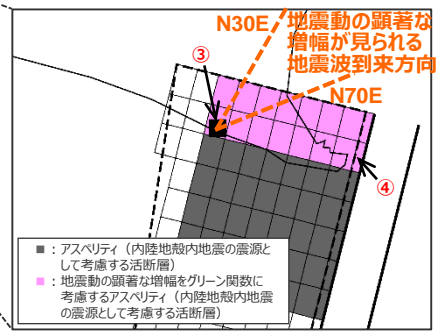 N30E
地震動の顕著な
増幅が見られる
地震波到来方向
N70E
③
④
■：アスペリティ（内陸地殻内地震の震源と
して考慮する活断層）
■：地震動の顕著な増幅をグリーン関数に
考慮するアスペリティ（内陸地殻内地震
の震源として考慮する活断層）